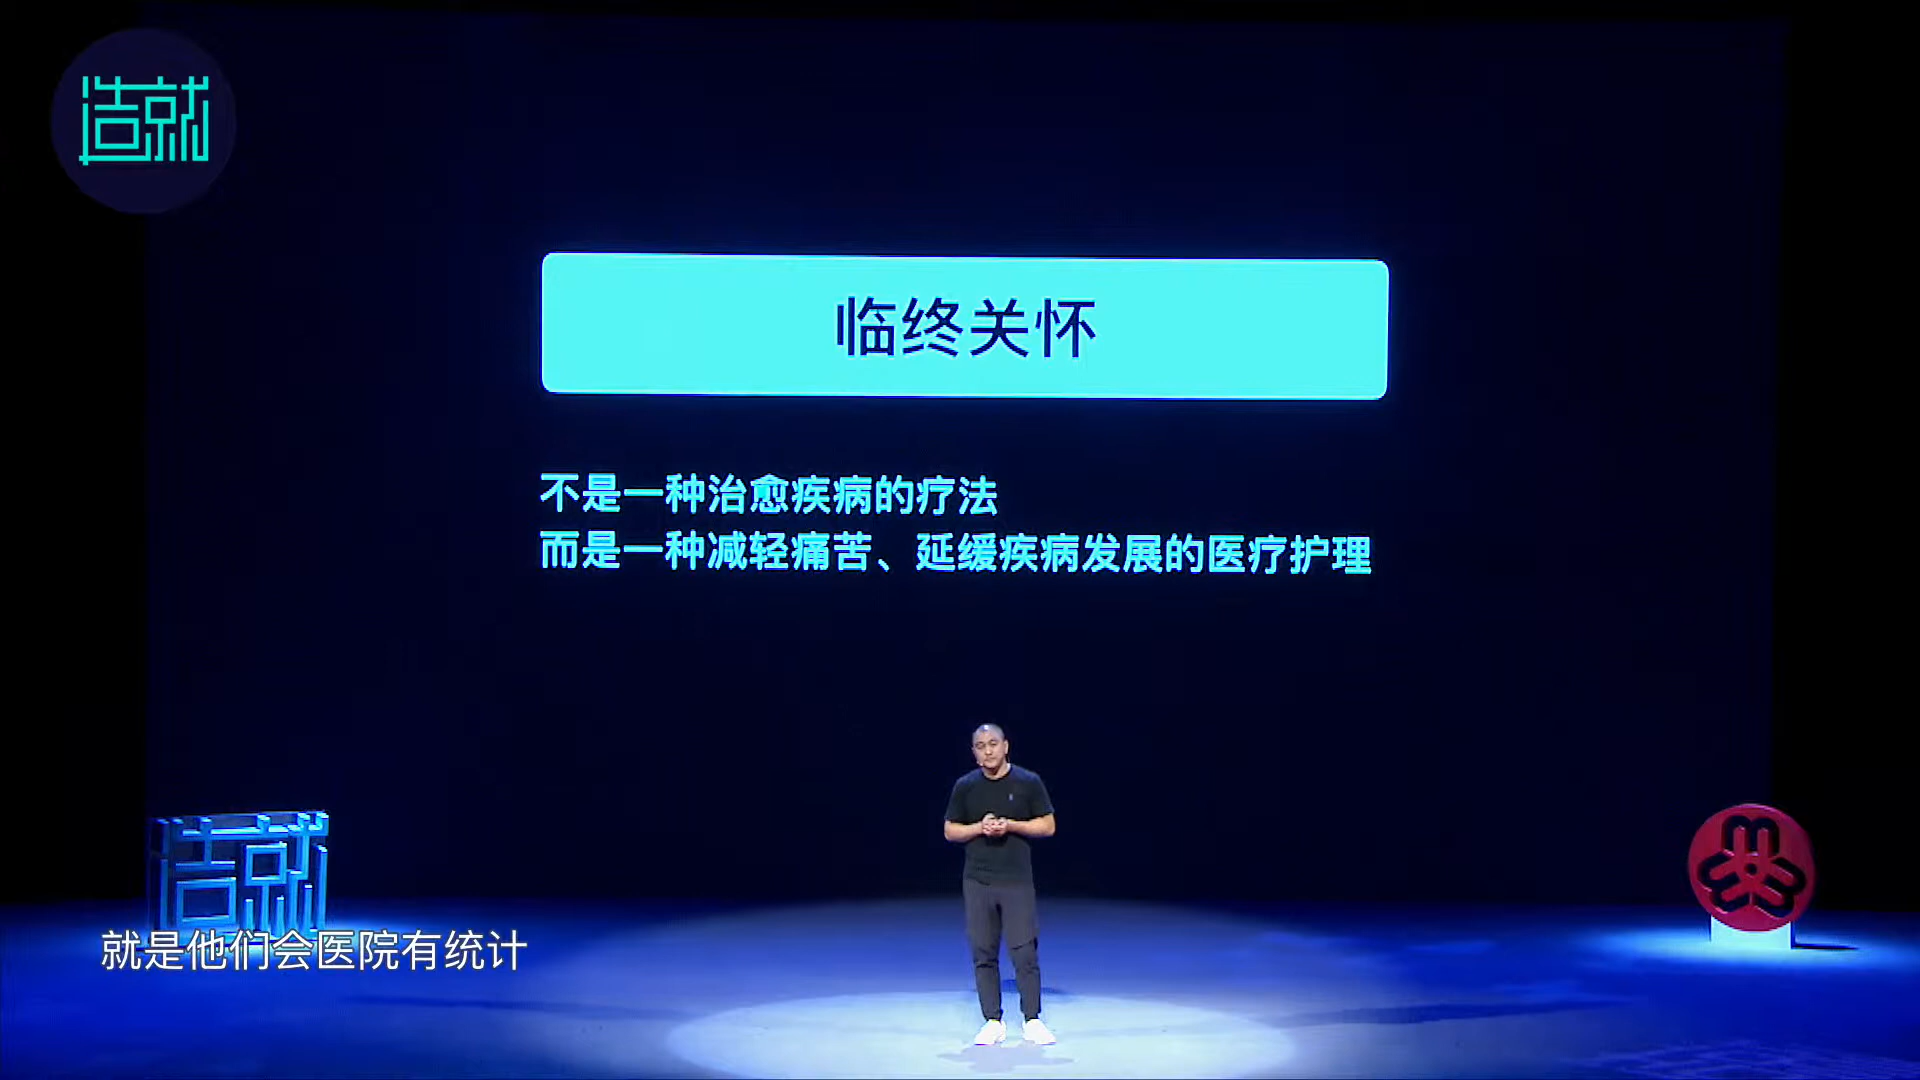 造就
临终关怀
不是一种治愈疾病的疗法
而是一种减轻痛苦、延缓疾病发展的医疗护理
造就
就是他们会医院有统计